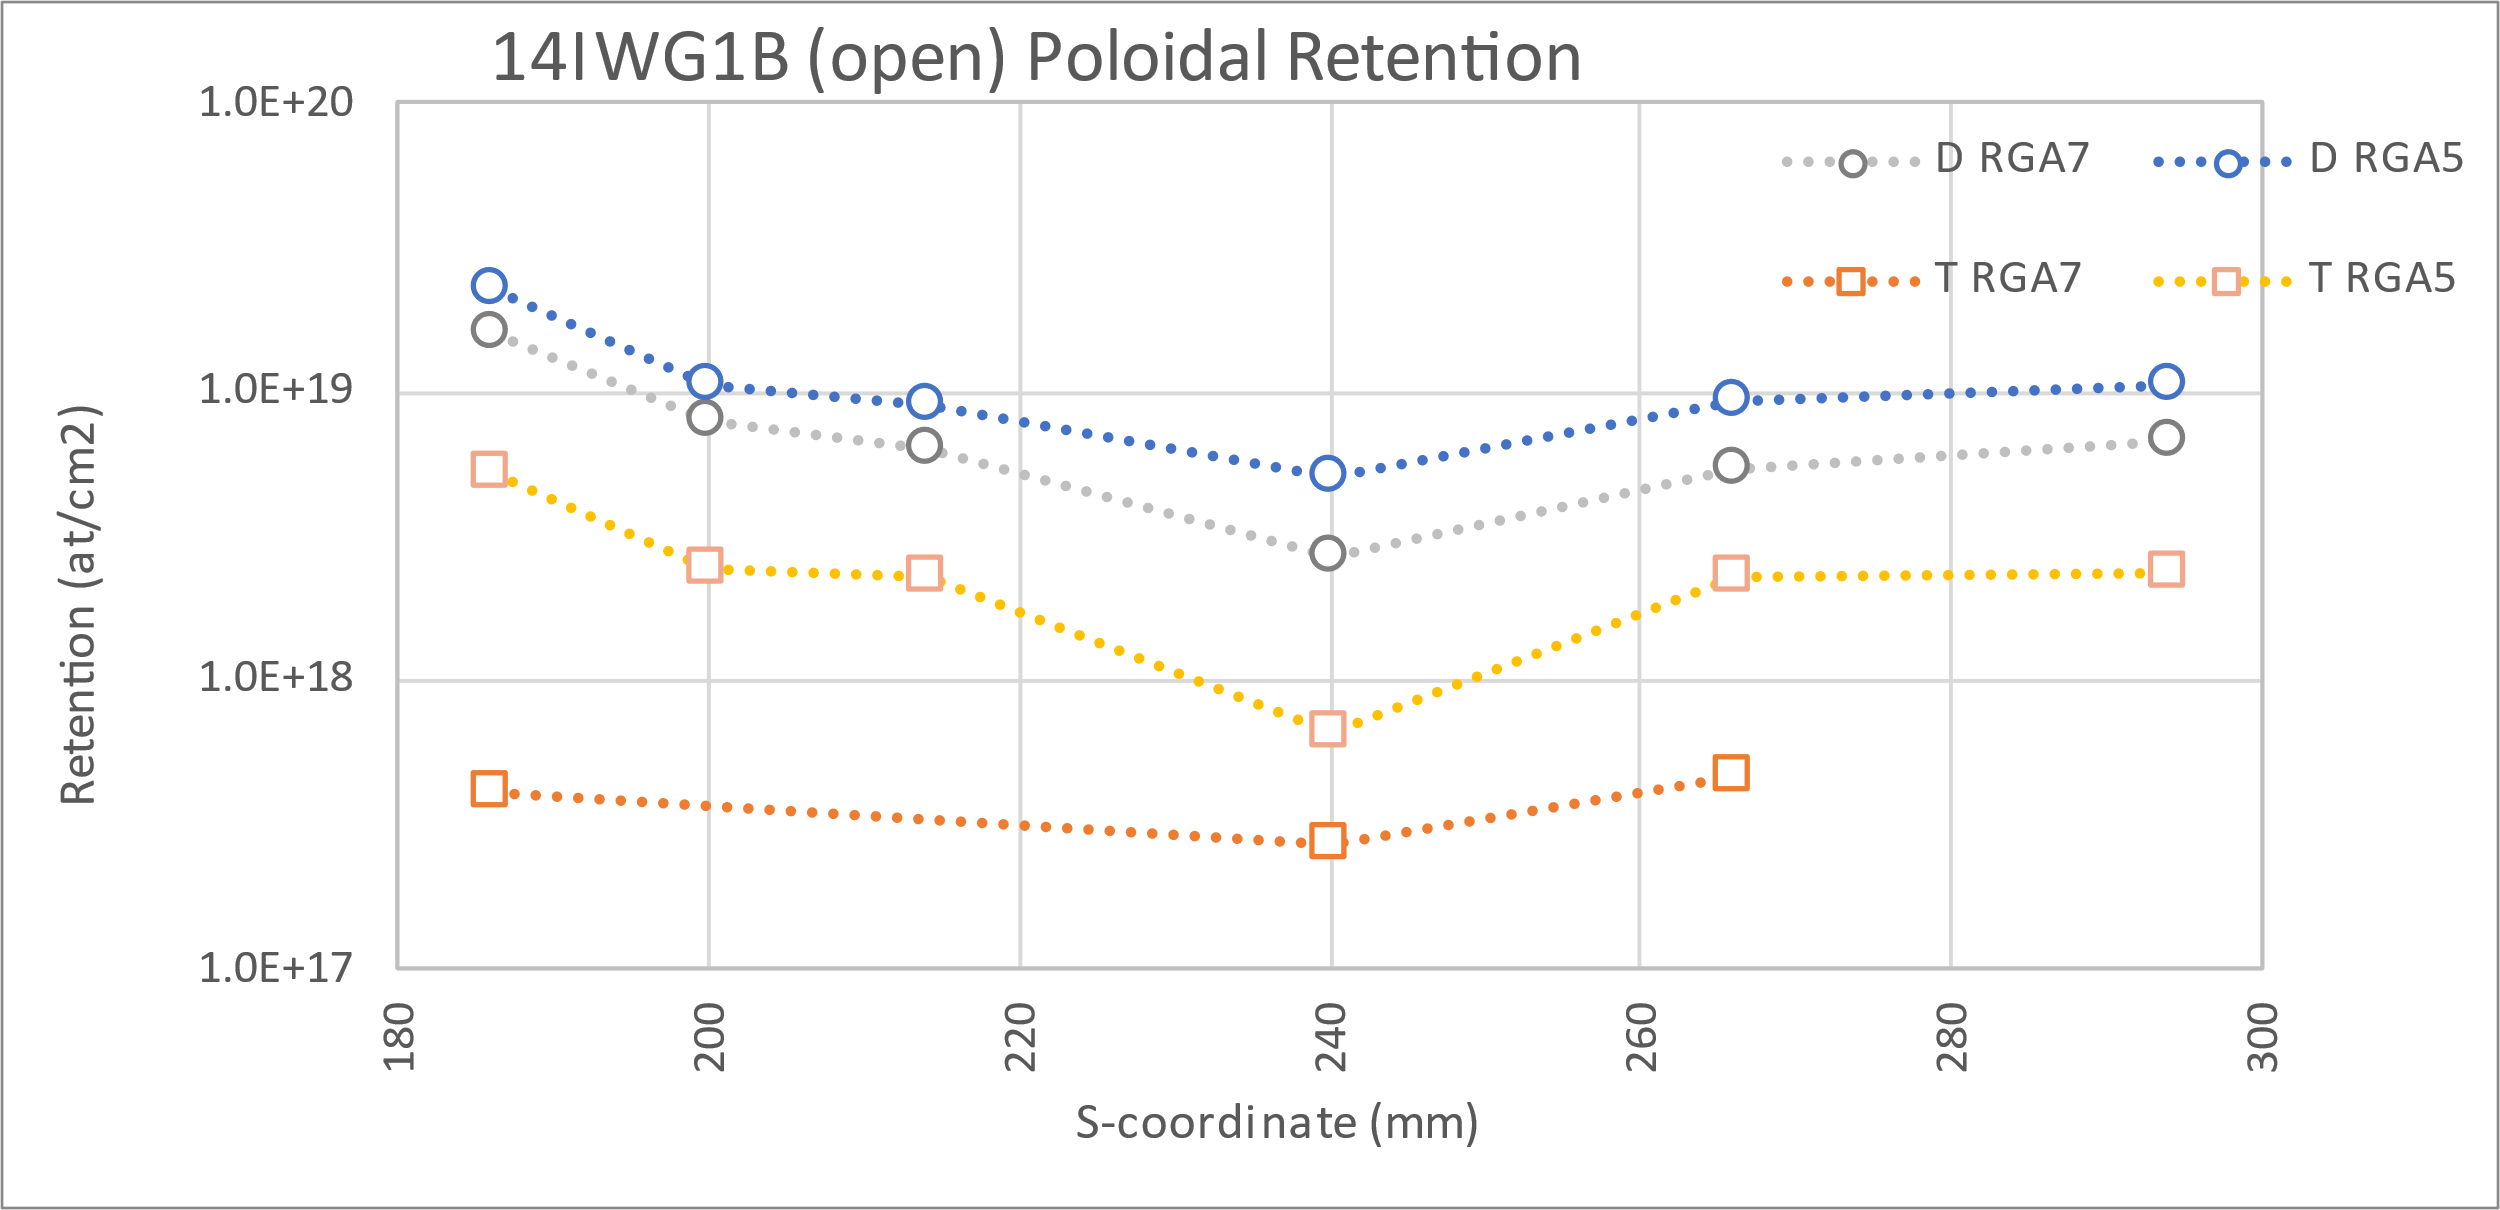 14IWG1B (open) Poloidal Retention
1.0E+20
D RGA7
D RGA5
T RGA7
T RGA5
1.0E+19
1.0E+18
1.0E+17
Retention (at/cm2)
180
200
220
240
260
280
300
S-coordinate (mm)